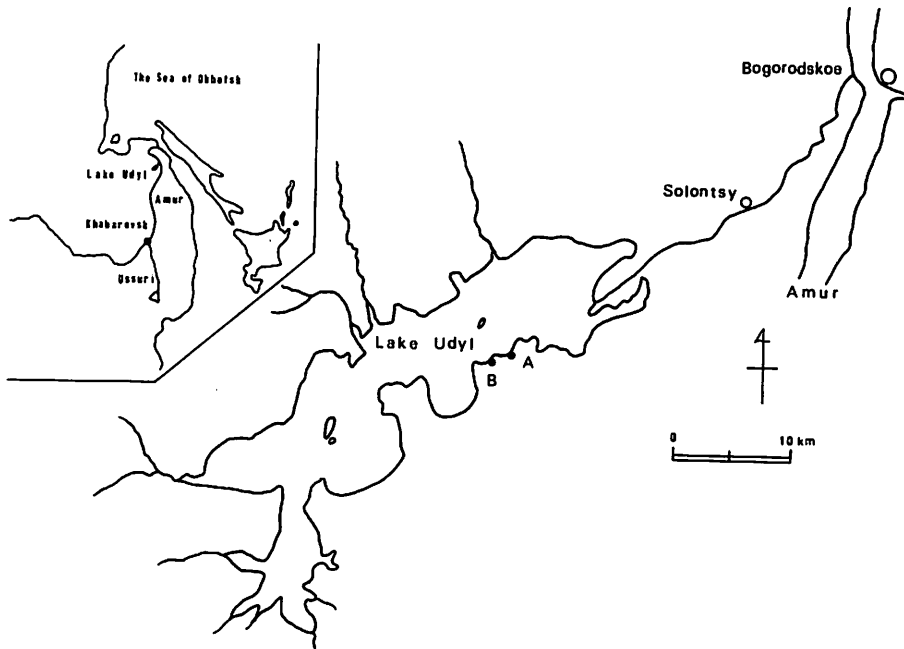 The Sea of Okhotsk
Lake Udyl
Amur
Khabarovsk
Ussuri
Bogorodskoe
Solontsy
Amur
Lake Udyl
A
B
0 10 km